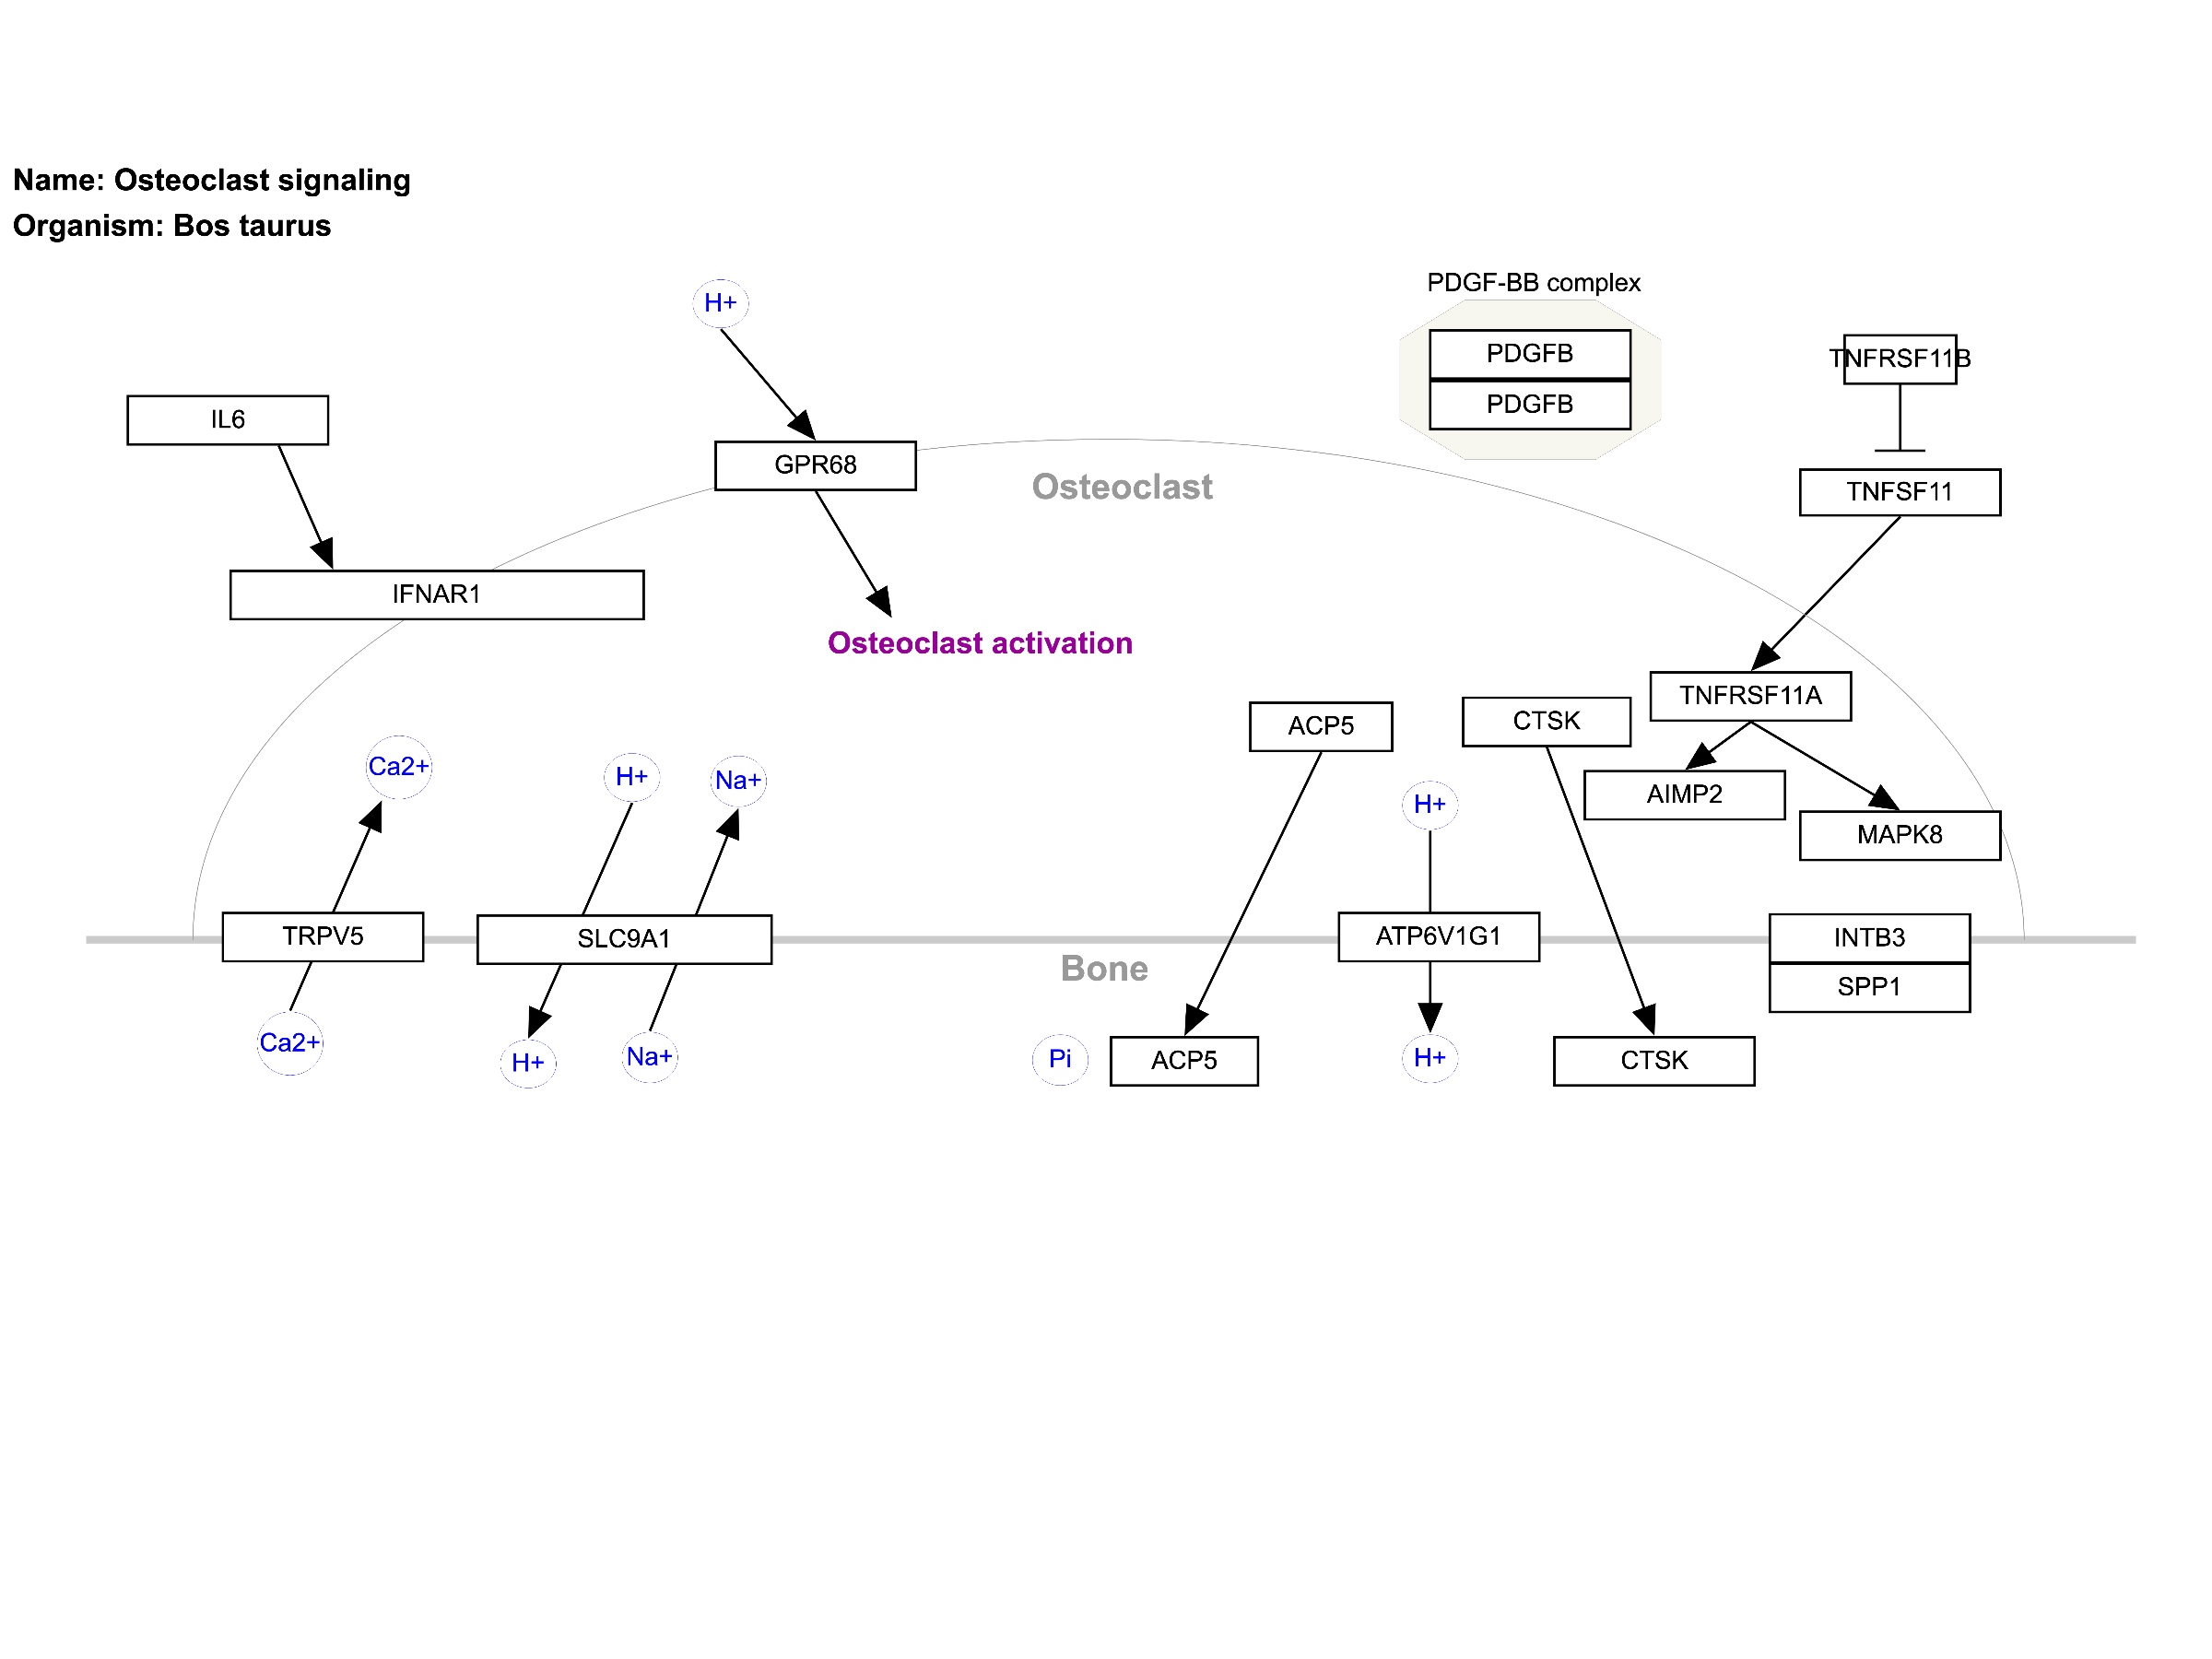 Name: Osteoclast signaling
Organism: Bos taurus
PDGF-BB complex
H+
PDGFB
TNFRSF11B
PDGFB
IL6
GPR68
Osteoclast
TNFSF11
IFNAR1
Osteoclast activation
TNFRSF11A
ACP5
CTSK
Ca2+
H+
Na+
AIMP2
H+
MAPK8
TRPV5
SLC9A1
ATP6V1G1
INTB3
Bone
SPP1
Ca2+
H+
Na+
Pi
ACP5
H+
CTSK